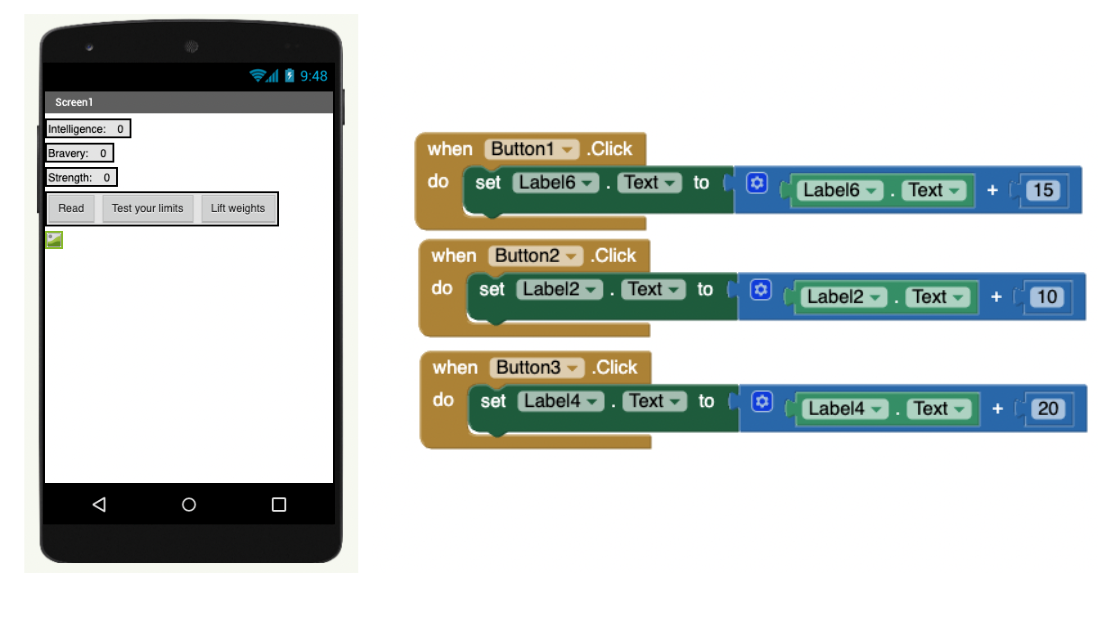 9:48
Screen1
Intelligence: 0
Bravery: 0
Strength: 0
Read Test your limits Lift weights
when Button1 .Click
do set Label6 . Text to Label6 . Text + 15
when Button2 .Click
do set Label2 . Text to Label2 . Text + 10
when Button3 .Click
do set Label4 . Text to Label4 . Text + 20